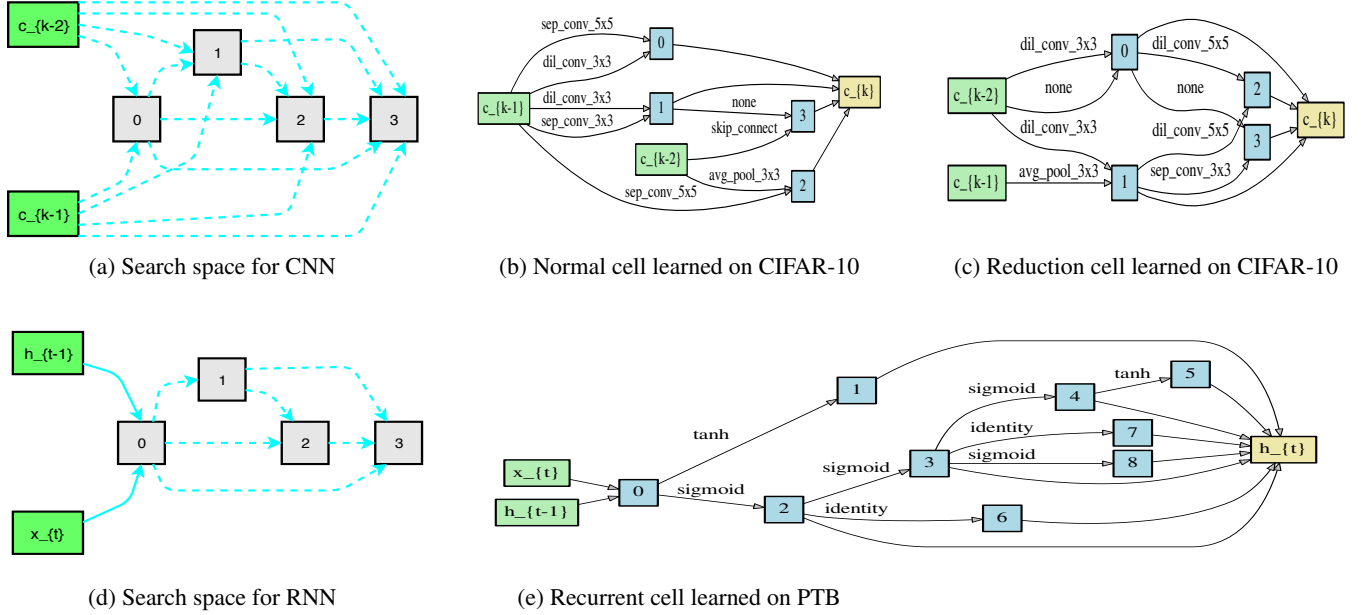 c_{k-2}
1
0
2
3
c_{k-1}
(a) Search space for CNN
sep_conv_5x5
0
dil_conv_3x3
c_{k}
c_{k-1}
dil_conv_3x3
1
none
3
sep_conv_3x3
skip_connect
c_{k-2}
avg_pool_3x3
2
sep_conv_5x5
(b) Normal cell learned on CIFAR-10
dil_conv_3x3
0
dil_conv_5x5
c_{k-2}
none
none
2
c_{k}
dil_conv_3x3
dil_conv_5x5
3
c_{k-1}
avg_pool_3x3
1
sep_conv_3x3
(c) Reduction cell learned on CIFAR-10
h_{t-1}
1
0
2
3
x_{t}
(d) Search space for RNN
1
tanh
5
sigmoid
4
tanh
identity
7
h_{t}
x_{t}
sigmoid
3
sigmoid
8
0
sigmoid
h_{t-1}
2
identity
6
(e) Recurrent cell learned on PTB